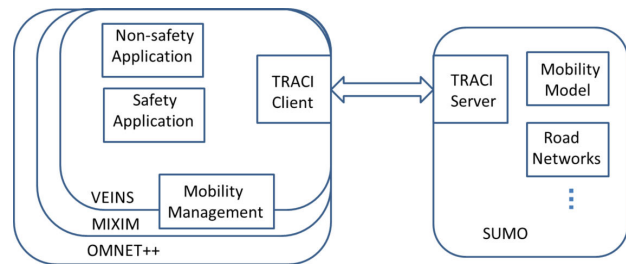 Non-safety
Application
Safety
Application
TRACI
Client
Mobility
Management
VEINS
MIXIM
OMNET++
TRACI
Server
Mobility
Model
Road
Networks
SUMO